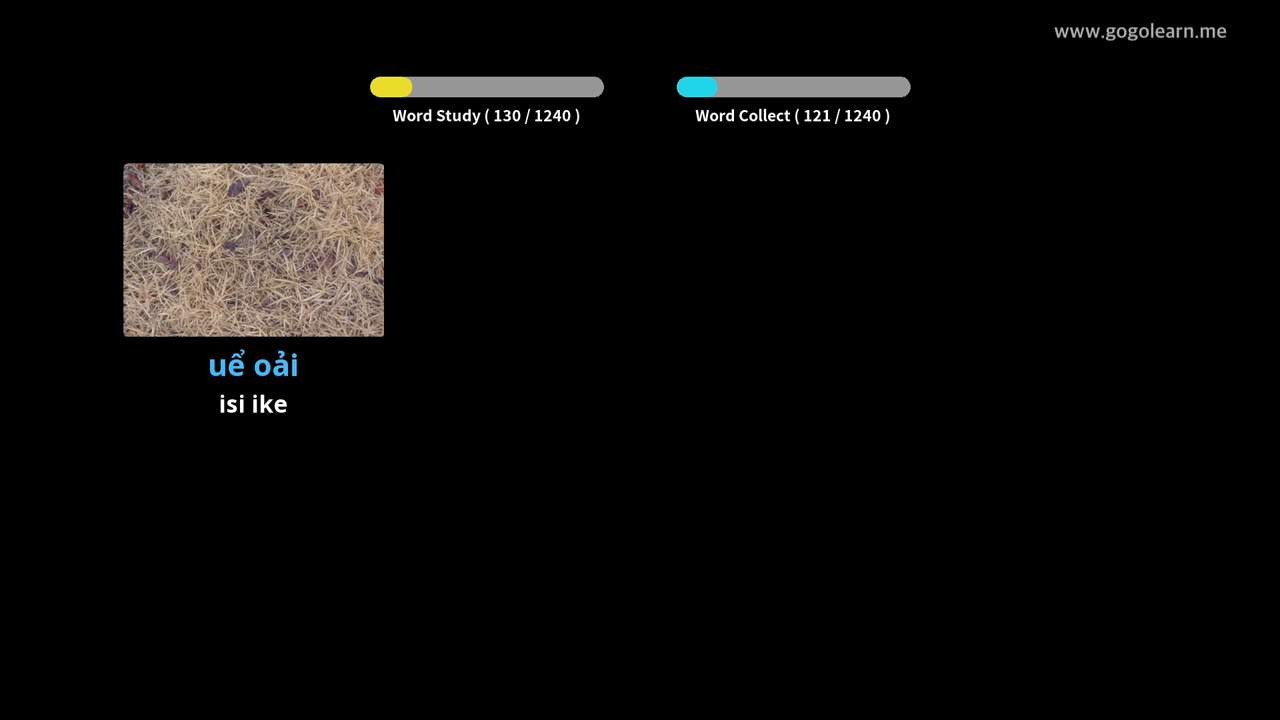 www.gogolearn.me
Word Study ( 130 / 1240 )
Word Collect ( 121 / 1240 )
uể oải
isi ike